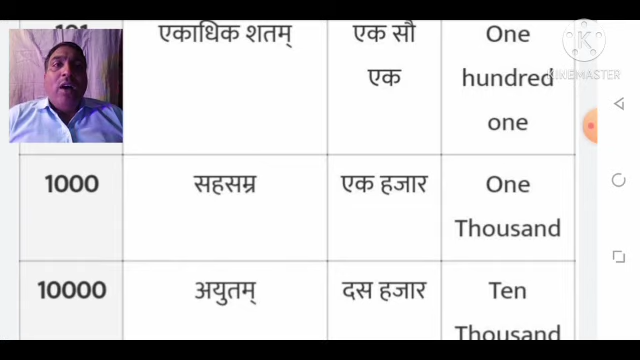 101 एकाधिक शतम् एक सौ One
एक hundred
one
1000 सहसम्र एक हजार One
Thousand
10000 अयुतम् दस हजार Ten
Thousand
KINEMASTER